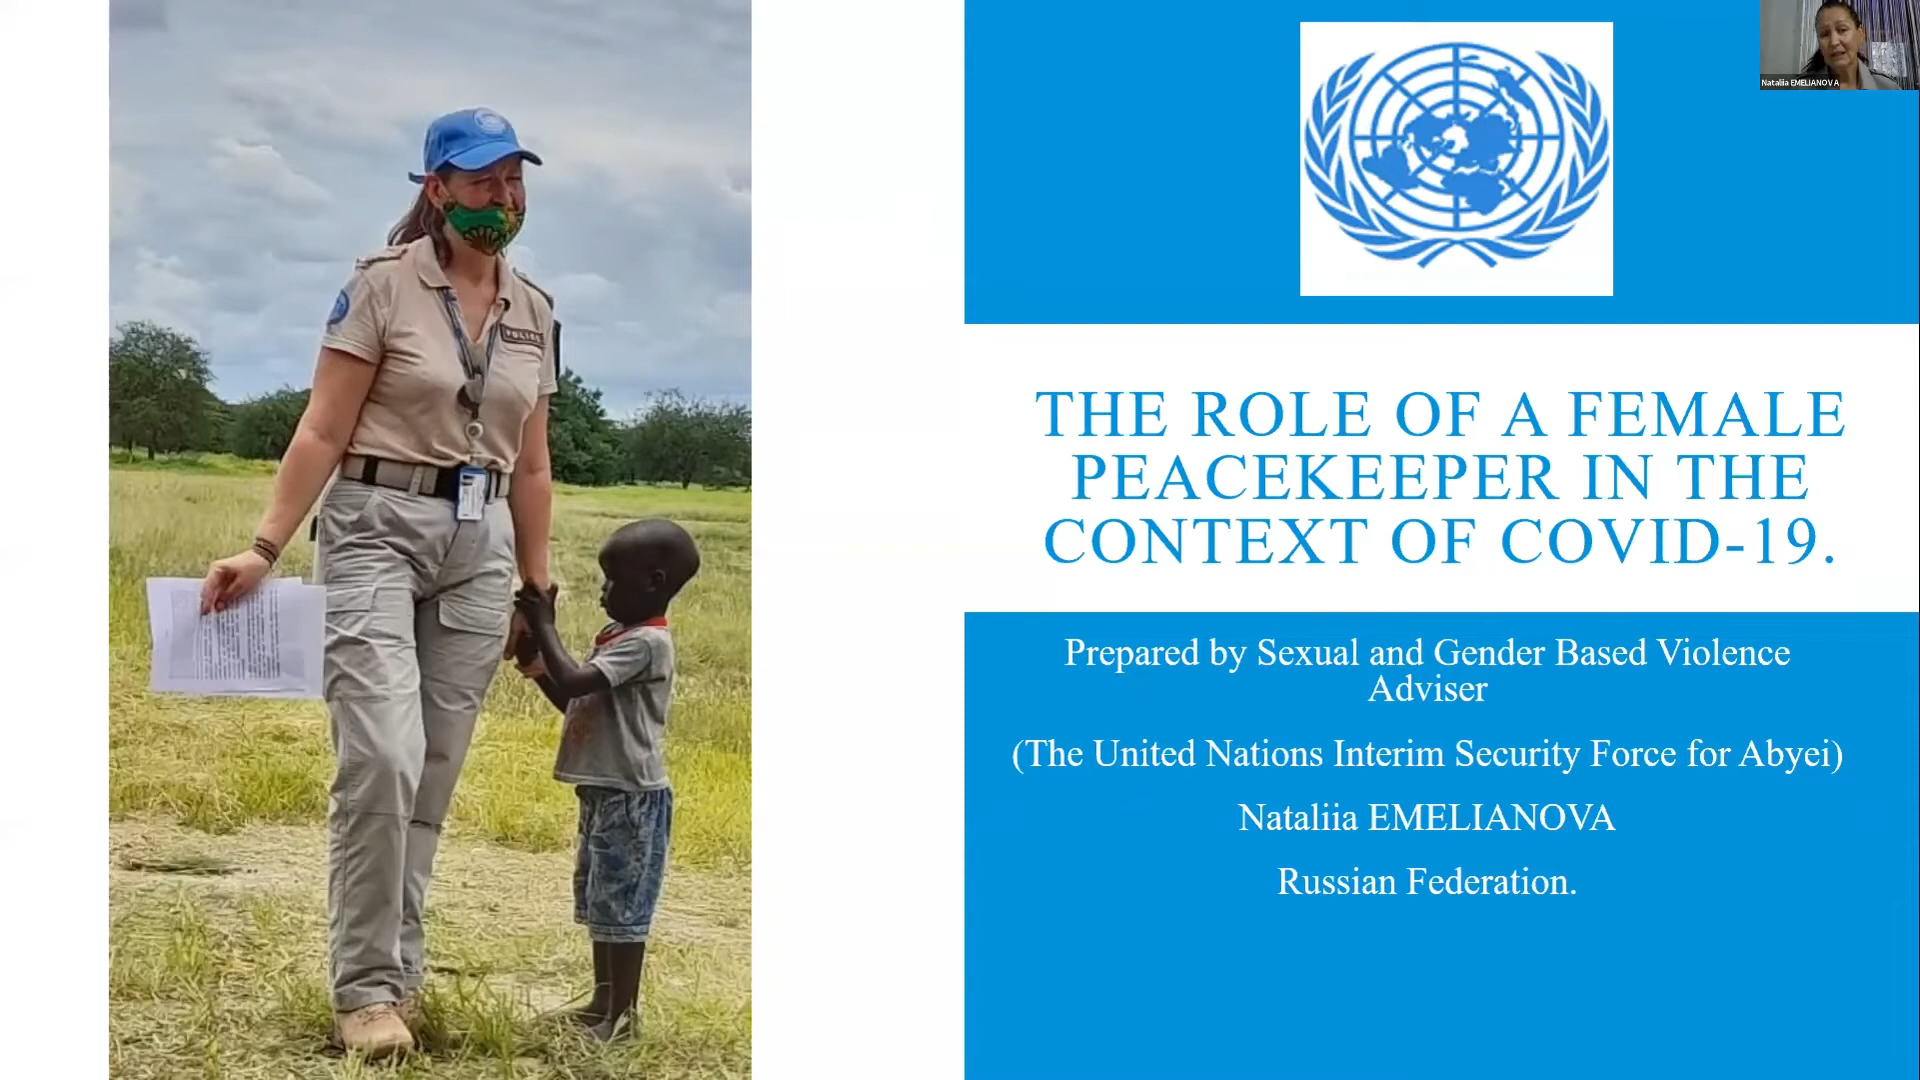 Nataliia EMELIANOVA
POLICE
THE ROLE OF A FEMALE
PEACEKEEPER IN THE
CONTEXT OF COVID-19.
Prepared by Sexual and Gender Based Violence
Adviser
(The United Nations Interim Security Force for Abyei)
Nataliia EMELIANOVA
Russian Federation.